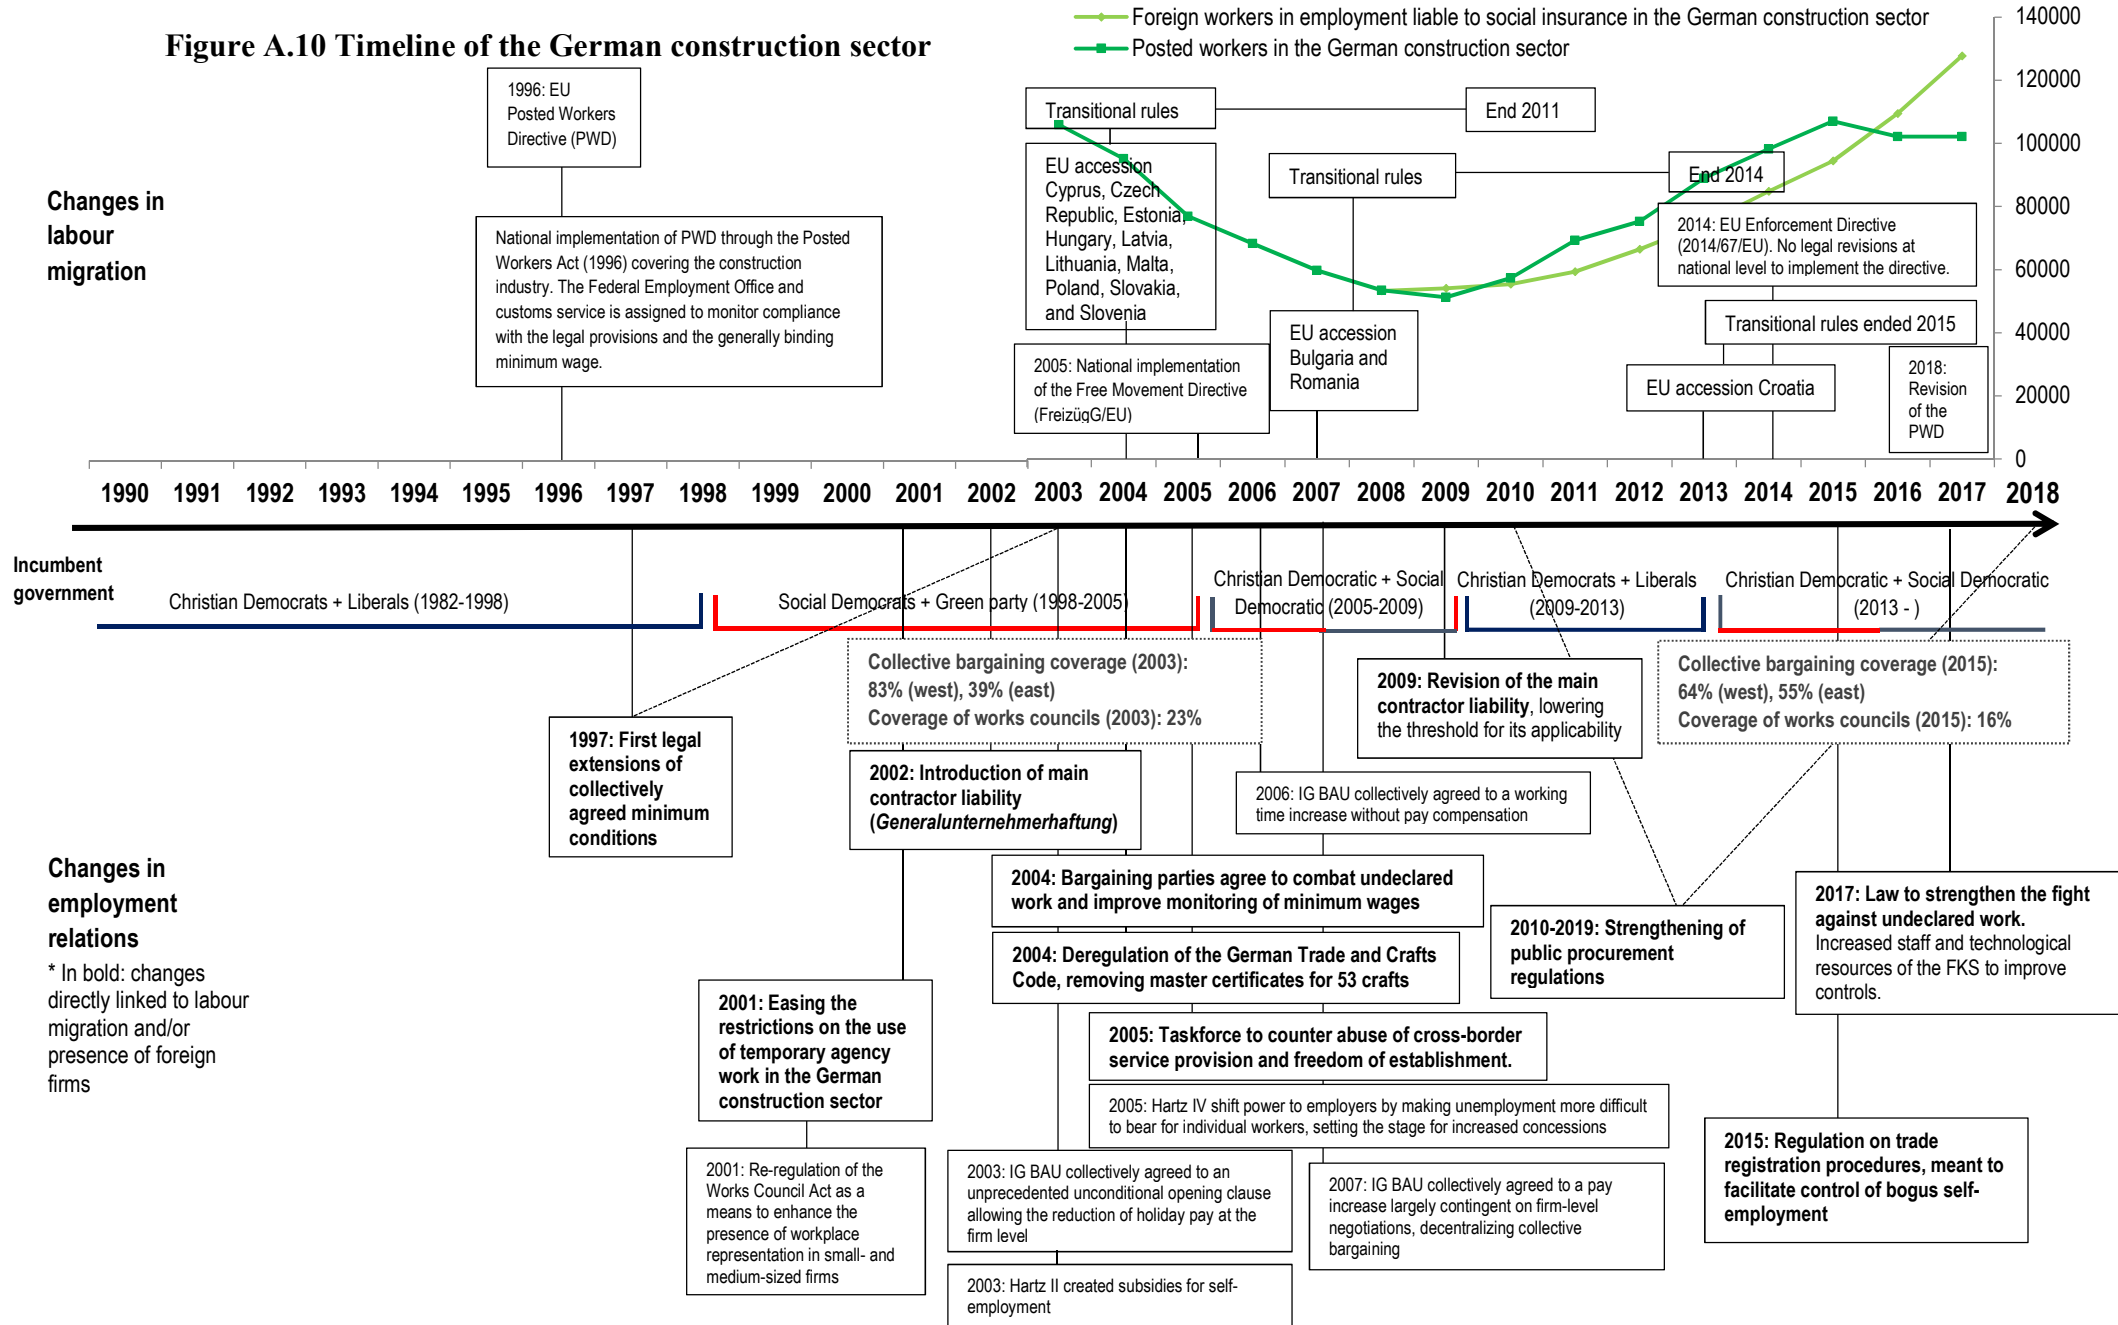 Figure A.10 Timeline of the German construction sector
Foreign workers in employment liable to social insurance in the German construction sector
Posted workers in the German construction sector
140000
120000
100000
80000
60000
40000
20000
0
Changes in
labour
migration
1996: EU
Posted Workers
Directive (PWD)
National implementation of PWD through the Posted
Workers Act (1996) covering the construction
industry. The Federal Employment Office and
customs service is assigned to monitor compliance
with the legal provisions and the generally binding
minimum wage.
Transitional rules
End 2011
EU accession
Cyprus, Czech
Republic, Estonia,
Hungary, Latvia,
Lithuania, Malta,
Poland, Slovakia,
and Slovenia
2005: National implementation
of the Free Movement Directive
(FreizügG/EU)
Transitional rules
End 2014
EU accession
Bulgaria and
Romania
2014: EU Enforcement Directive
(2014/67/EU). No legal revisions at
national level to implement the directive.
Transitional rules ended 2015
EU accession Croatia
2018:
Revision
of the
PWD
1990 1991 1992 1993 1994 1995 1996 1997 1998 1999 2000 2001 2002 2003 2004 2005 2006 2007 2008 2009 2010 2011 2012 2013 2014 2015 2016 2017 2018
Incumbent
government
Christian Democrats + Liberals (1982-1998)
Social Democrats + Green party (1998-2005)
Christian Democratic + Social
Democratic (2005-2009)
Christian Democrats + Liberals
(2009-2013)
Christian Democratic + Social Democratic
(2013 - )
Collective bargaining coverage (2003):
83% (west), 39% (east)
Coverage of works councils (2003): 23%
2009: Revision of the main
contractor liability, lowering
the threshold for its applicability
Collective bargaining coverage (2015):
64% (west), 55% (east)
Coverage of works councils (2015): 16%
Changes in
employment
relations
* In bold: changes
directly linked to labour
migration and/or
presence of foreign
firms
1997: First legal
extensions of
collectively
agreed minimum
conditions
2002: Introduction of main
contractor liability
(Generalunternehmerhaftung)
2006: IG BAU collectively agreed to a working
time increase without pay compensation
2004: Bargaining parties agree to combat undeclared
work and improve monitoring of minimum wages
2004: Deregulation of the German Trade and Crafts
Code, removing master certificates for 53 crafts
2010-2019: Strengthening of
public procurement
regulations
2017: Law to strengthen the fight
against undeclared work.
Increased staff and technological
resources of the FKS to improve
controls.
2001: Easing the
restrictions on the use
of temporary agency
work in the German
construction sector
2005: Taskforce to counter abuse of cross-border
service provision and freedom of establishment.
2005: Hartz IV shift power to employers by making unemployment more difficult
to bear for individual workers, setting the stage for increased concessions
2015: Regulation on trade
registration procedures, meant to
facilitate control of bogus self-
employment
2001: Re-regulation of the
Works Council Act as a
means to enhance the
presence of workplace
representation in small- and
medium-sized firms
2003: IG BAU collectively agreed to an
unprecedented unconditional opening clause
allowing the reduction of holiday pay at the
firm level
2007: IG BAU collectively agreed to a pay
increase largely contingent on firm-level
negotiations, decentralizing collective
bargaining
2003: Hartz II created subsidies for self-
employment